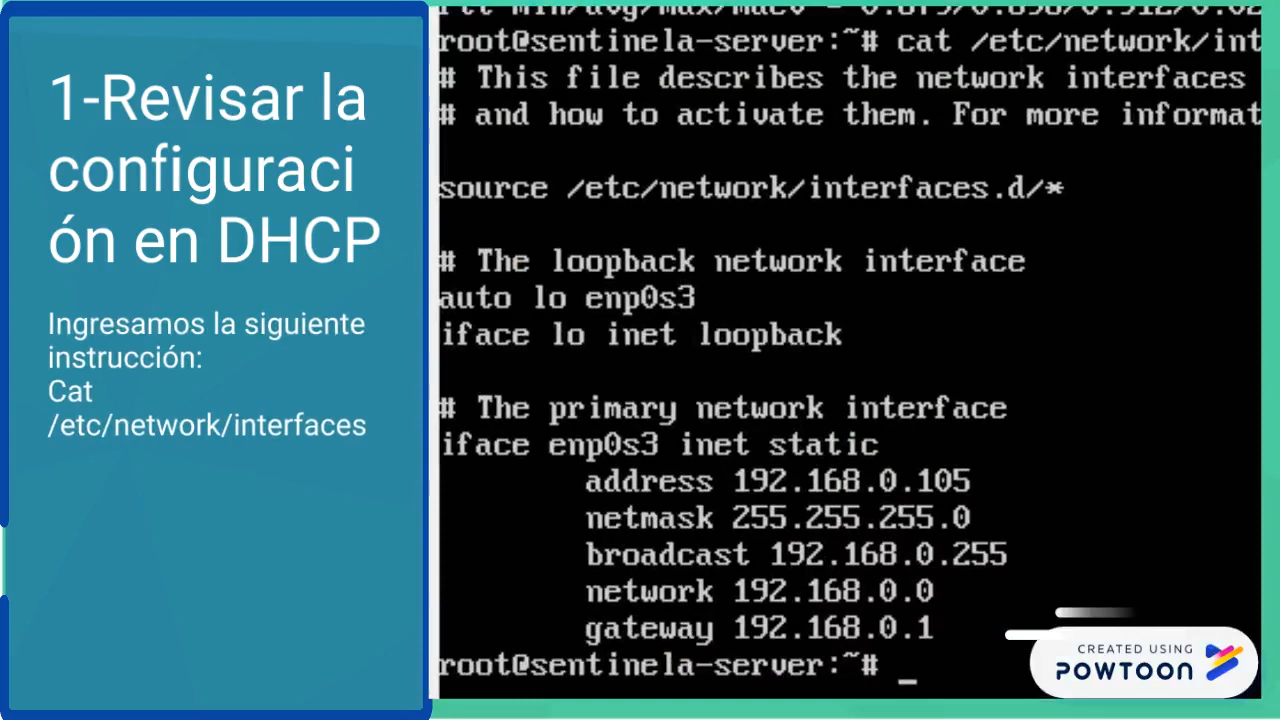 1-Revisar la
configuraci
ón en DHCP
Ingresamos la siguiente
instrucción:
Cat
/etc/network/interfaces
root@sentinela-server:~# cat /etc/network/int
# This file describes the network interfaces
# and how to activate them. For more informat
source /etc/network/interfaces.d/*
# The loopback network interface
auto lo enp0s3
iface lo inet loopback
# The primary network interface
iface enp0s3 inet static
address 192.168.0.105
netmask 255.255.255.0
broadcast 192.168.0.255
network 192.168.0.0
gateway 192.168.0.1
root@sentinela-server:~# _
CREATED USING
POWTOON